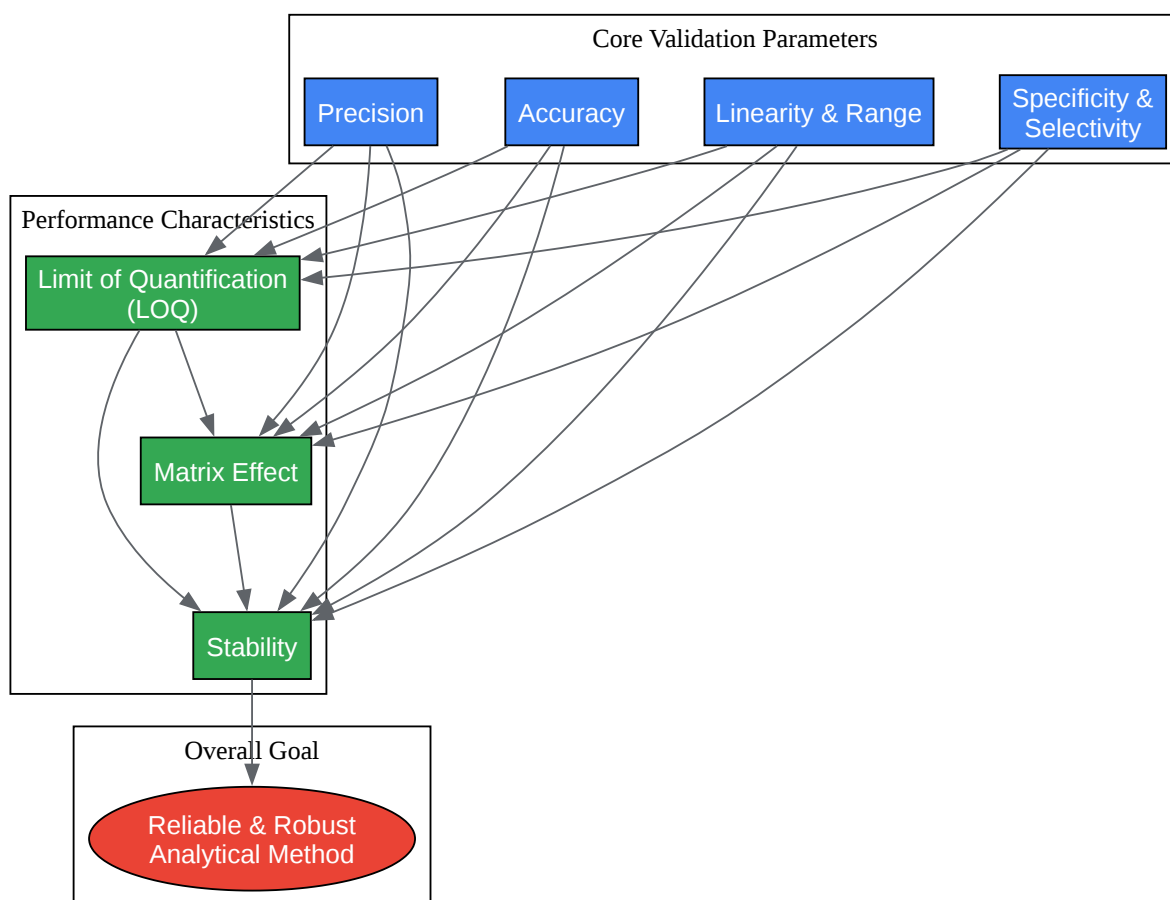 Core Validation Parameters
Precision
Accuracy
Linearity & Range
Specificity &
Selectivity
Performance Characteristics
Limit of Quantification
(LOQ)
Matrix Effect
Stability
Overall Goal
Reliable & Robust
Analytical Method